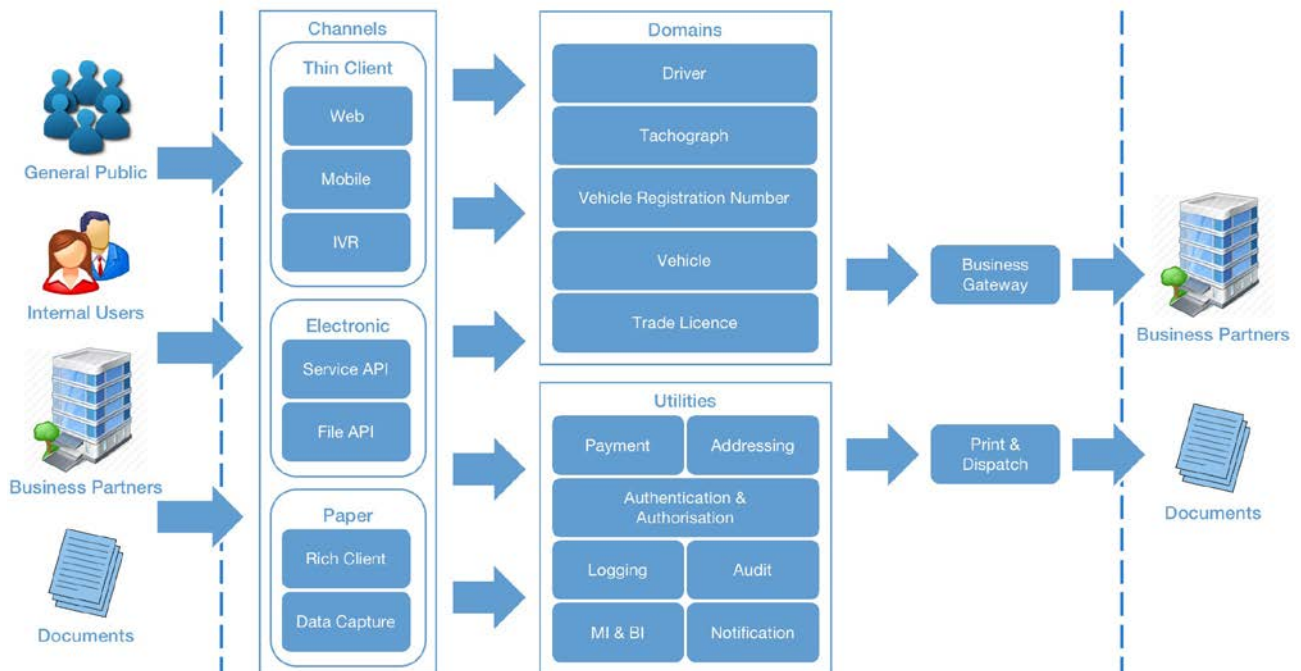 General Public
Internal Users
Business Partners
Documents
Channels
Thin Client
Web
Mobile
IVR
Electronic
Service API
File API
Paper
Rich Client
Data Capture
Domains
Driver
Tachograph
Vehicle Registration Number
Vehicle
Trade Licence
Utilities
Payment
Addressing
Authentication &
Authorisation
Logging
Audit
MI & BI
Notification
Business
Gateway
Print &
Dispatch
Business Partners
Documents